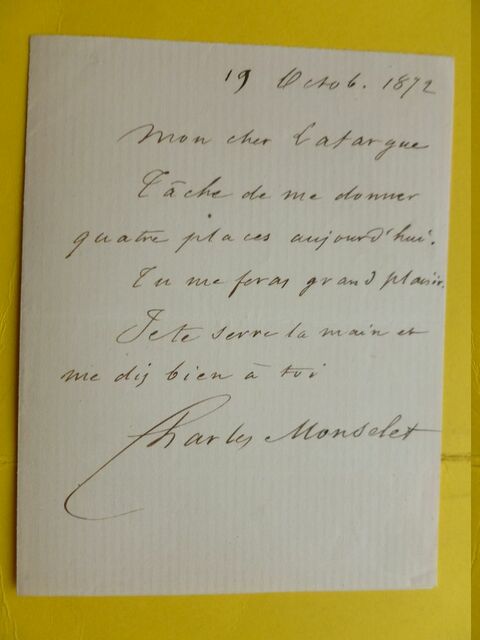 19 Octob. 1872
Mon cher Lafargue
Tâche de me donner
quatre places aujourd'hui.
Tu me feras grand plaisir.
Je te serre la main et
me dis bien à toi
Charles Monselet